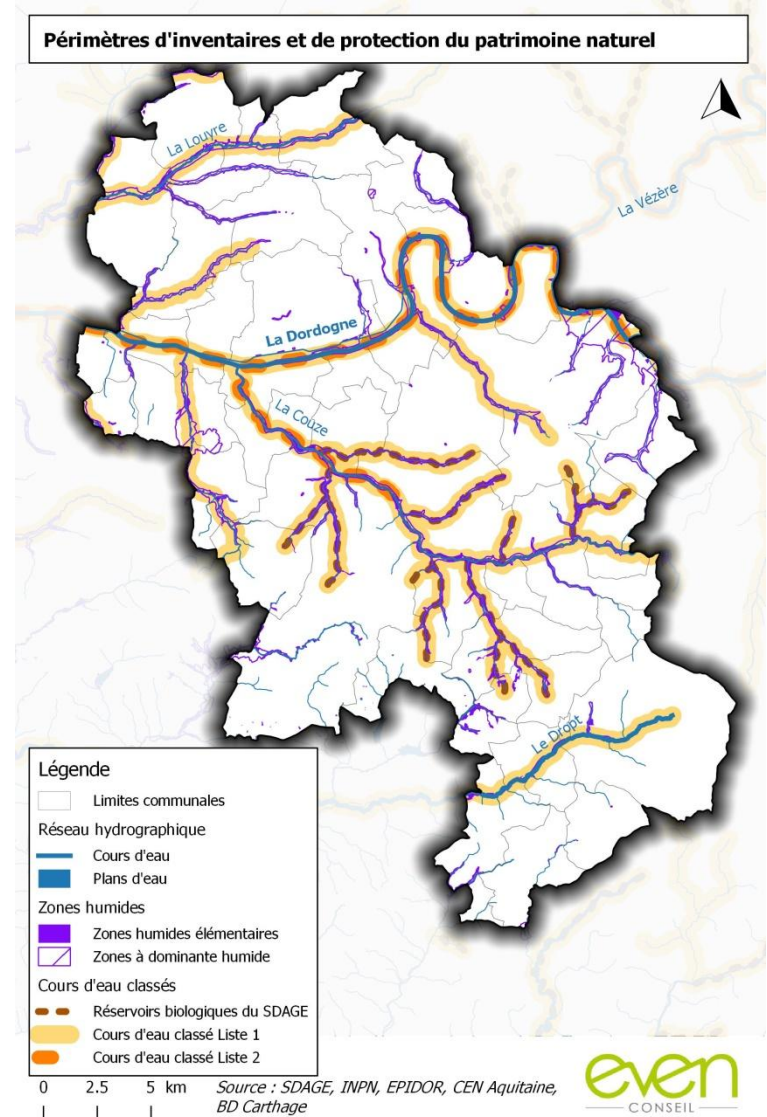 Périmètres d'inventaires et de protection du patrimoine naturel
La Louyre
La Vézère
La Dordogne
La Coùze
Le Dropt
Légende
Limites communales
Réseau hydrographique
Cours d'eau
Plans d'eau
Zones humides
Zones humides élémentaires
Zones à dominante humide
Cours d'eau classés
Réservoirs biologiques du SDAGE
Cours d'eau classé Liste 1
Cours d'eau classé Liste 2
0 2.5 5 km
Source : SDAGE, INPN, EPIDOR, CEN Aquitaine,
BD Carthage
even
CONSEIL